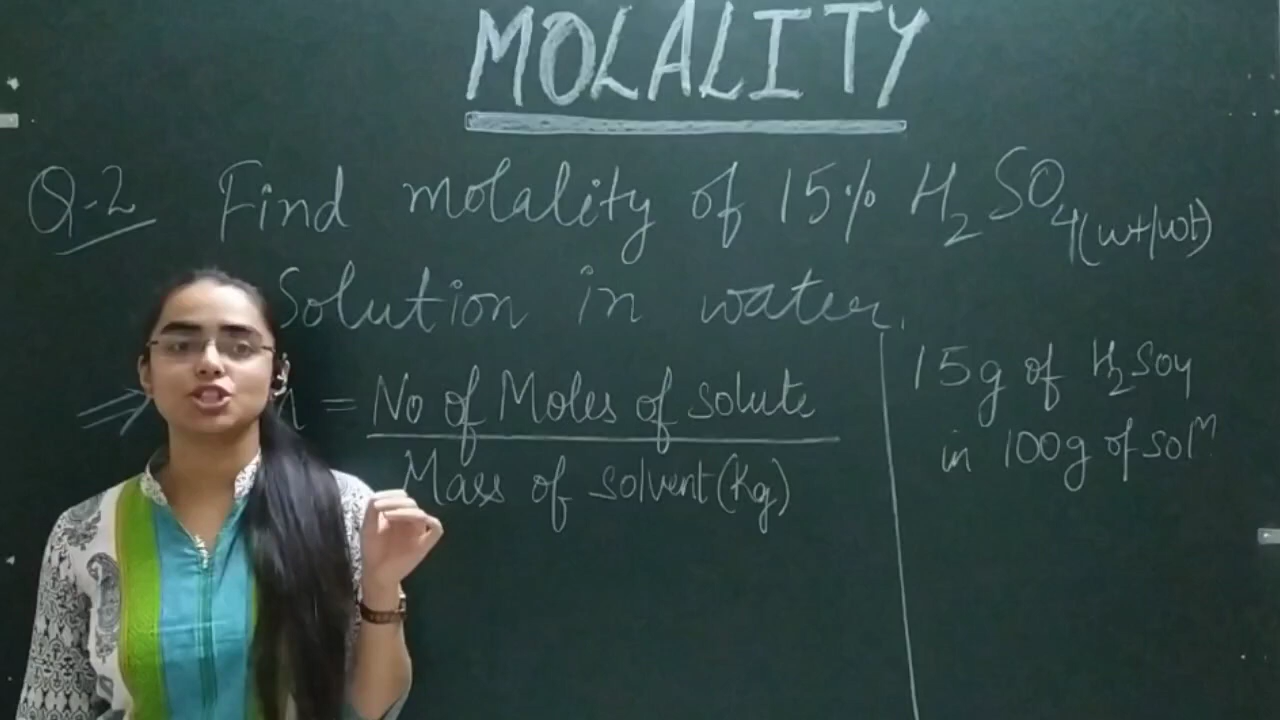 MOLALITY
Q-2 Find molality of 15% H₂SO₄(wt/wt)
Solution in water.
= No of Moles of solute
Mass of solvent (Kg)
15g of H₂SO₄
in 100g of solⁿ